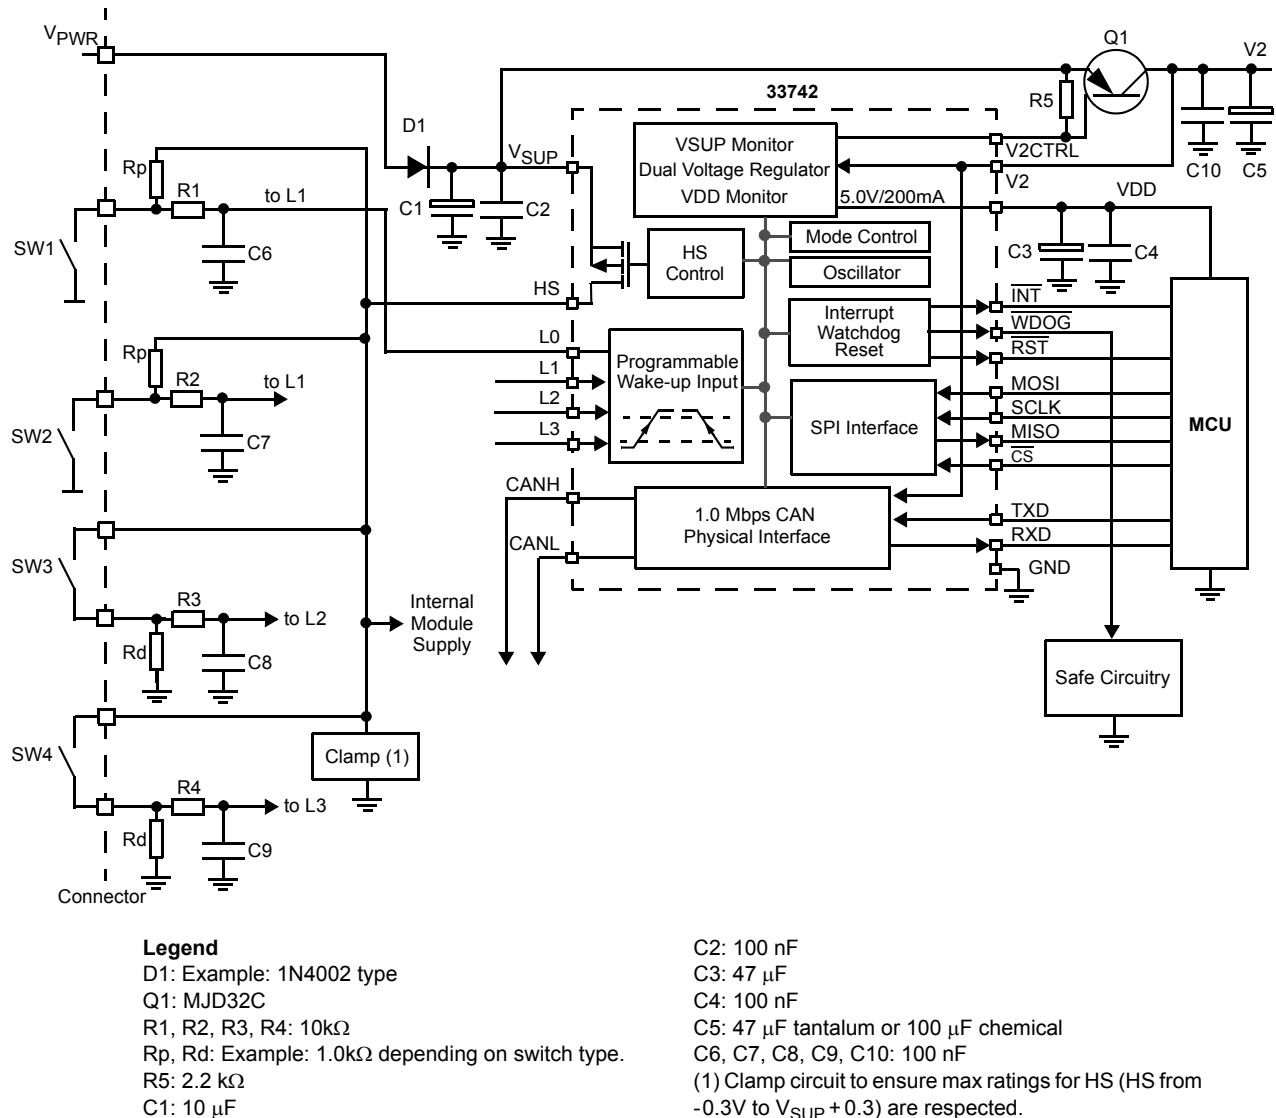 VPWR
Q1
V2
33742
R5
D1
VSUP
VSUP Monitor
Dual Voltage Regulator
VDD Monitor
V2CTRL
V2
C10
C5
Rp
R1
to L1
5.0V/200mA
VDD
C1
C2
Mode Control
SW1
C6
HS
Control
Oscillator
C3
C4
HS
INT
Interrupt
Watchdog
Reset
WDOG
RST
L0
Rp
R2
to L1
L1
Programmable
Wake-up Input
MOSI
L2
SCLK
MCU
SW2
C7
L3
SPI Interface
MISO
CS
CANH
1.0 Mbps CAN
Physical Interface
TXD
RXD
CANL
GND
SW3
R3
to L2
Internal
Module
Supply
Rd
C8
Safe Circuitry
SW4
Clamp (1)
R4
to L3
Rd
C9
Connector
Legend
D1: Example: 1N4002 type
Q1: MJD32C
R1, R2, R3, R4: 10kΩ
Rp, Rd: Example: 1.0kΩ depending on switch type.
R5: 2.2 kΩ
C1: 10 μF
C2: 100 nF
C3: 47 μF
C4: 100 nF
C5: 47 μF tantalum or 100 μF chemical
C6, C7, C8, C9, C10: 100 nF
(1) Clamp circuit to ensure max ratings for HS (HS from
-0.3V to VSUP + 0.3) are respected.